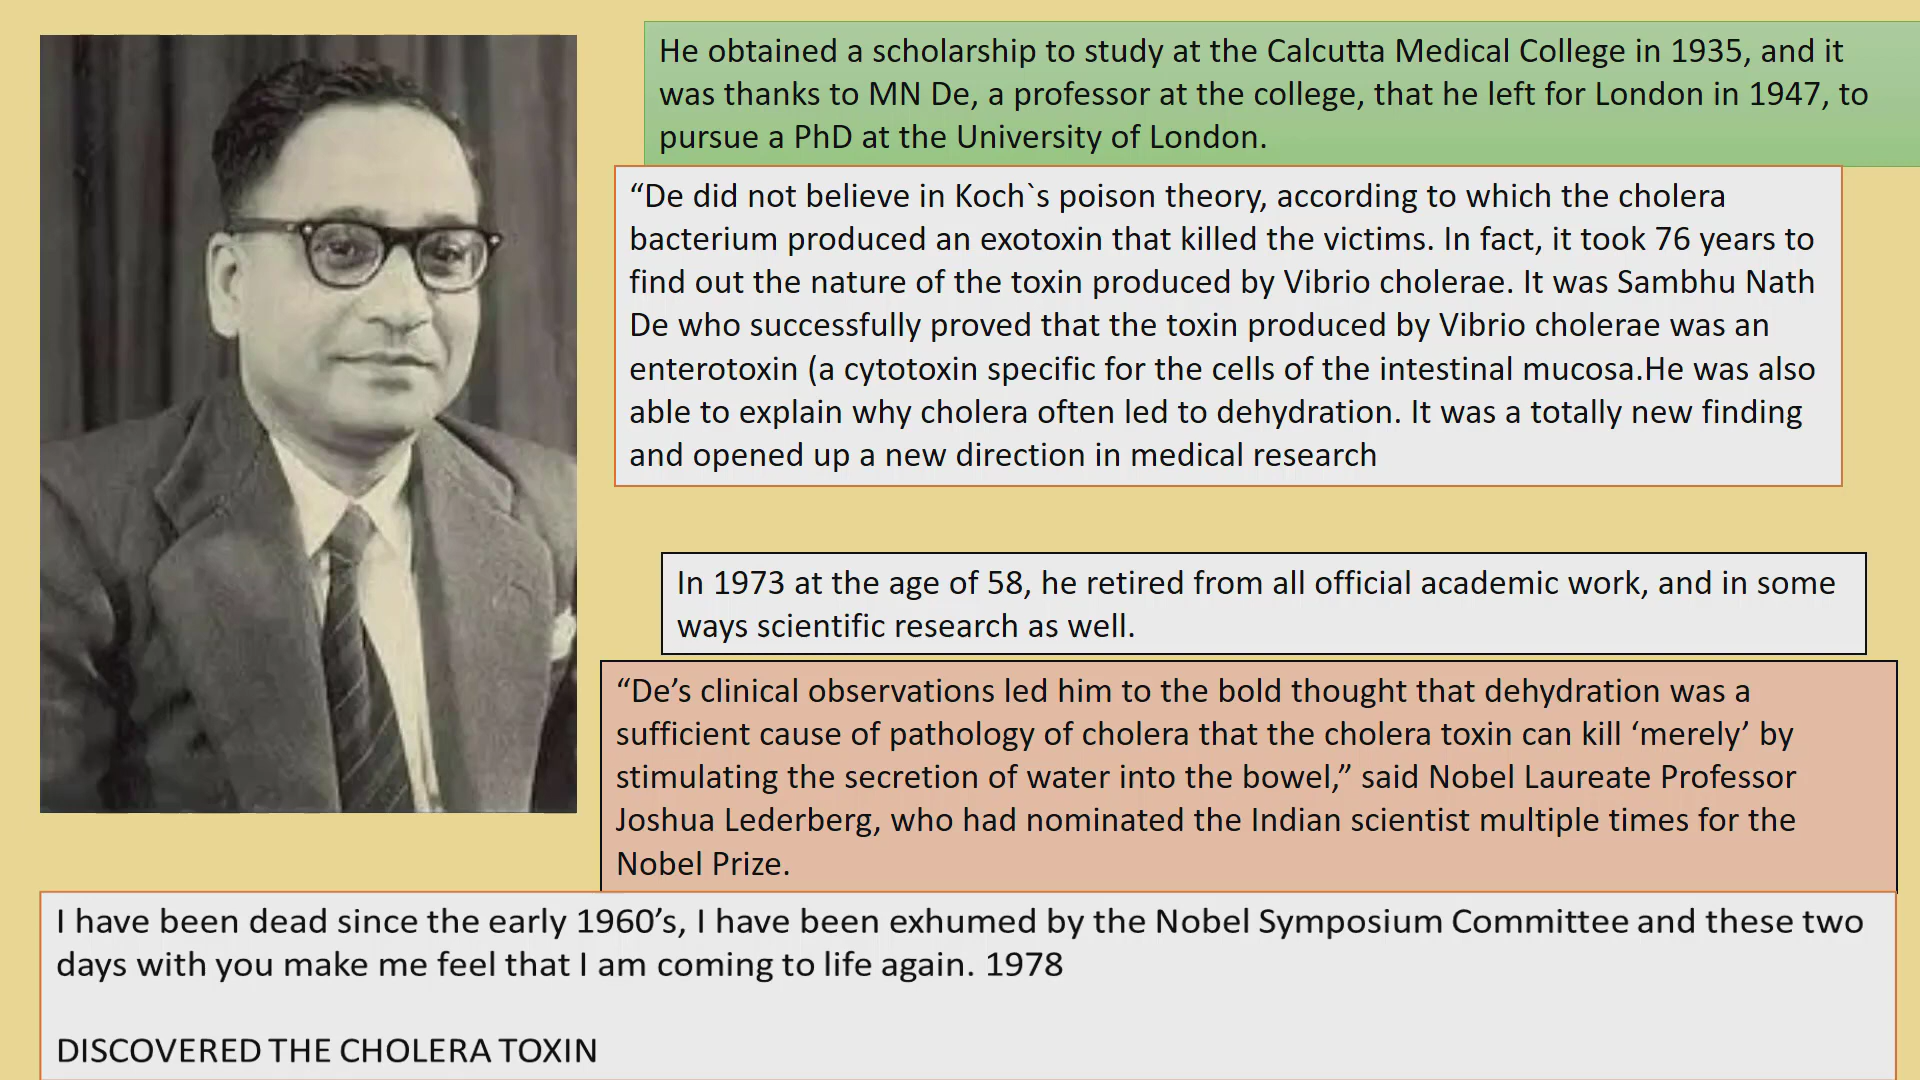 He obtained a scholarship to study at the Calcutta Medical College in 1935, and it
was thanks to MN De, a professor at the college, that he left for London in 1947, to
pursue a PhD at the University of London.
“De did not believe in Koch`s poison theory, according to which the cholera
bacterium produced an exotoxin that killed the victims. In fact, it took 76 years to
find out the nature of the toxin produced by Vibrio cholerae. It was Sambhu Nath
De who successfully proved that the toxin produced by Vibrio cholerae was an
enterotoxin (a cytotoxin specific for the cells of the intestinal mucosa.He was also
able to explain why cholera often led to dehydration. It was a totally new finding
and opened up a new direction in medical research
In 1973 at the age of 58, he retired from all official academic work, and in some
ways scientific research as well.
“De’s clinical observations led him to the bold thought that dehydration was a
sufficient cause of pathology of cholera that the cholera toxin can kill ‘merely’ by
stimulating the secretion of water into the bowel,” said Nobel Laureate Professor
Joshua Lederberg, who had nominated the Indian scientist multiple times for the
Nobel Prize.
I have been dead since the early 1960’s, I have been exhumed by the Nobel Symposium Committee and these two
days with you make me feel that I am coming to life again. 1978
DISCOVERED THE CHOLERA TOXIN